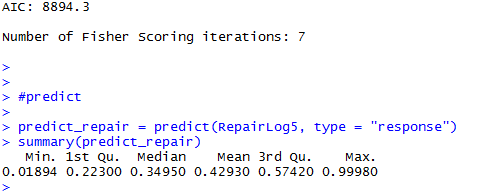 AIC: 8894.3
Number of Fisher Scoring iterations: 7
>
>
> #predict
>
> predict_repair = predict(RepairLog5, type = "response")
> summary(predict_repair)
Min. 1st Qu. Median Mean 3rd Qu. Max.
0.01894 0.22300 0.34950 0.42930 0.57420 0.99980
>